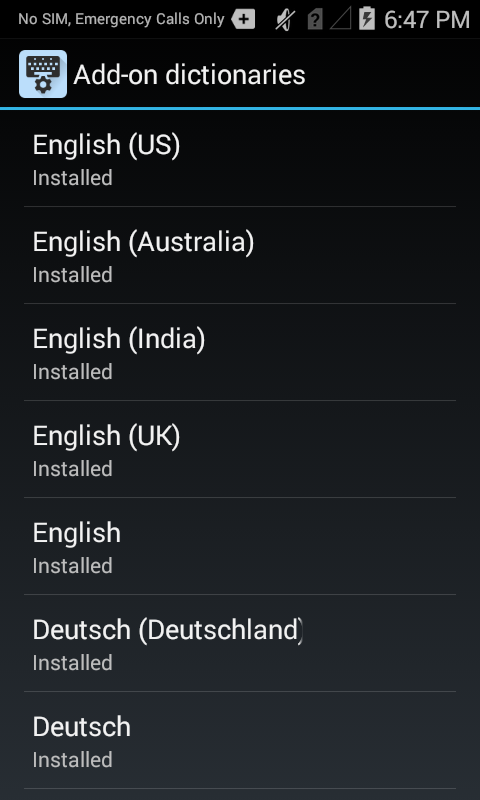 No SIM, Emergency Calls Only 6:47 PM
Add-on dictionaries
English (US)
Installed
English (Australia)
Installed
English (India)
Installed
English (UK)
Installed
English
Installed
Deutsch (Deutschland)
Installed
Deutsch
Installed